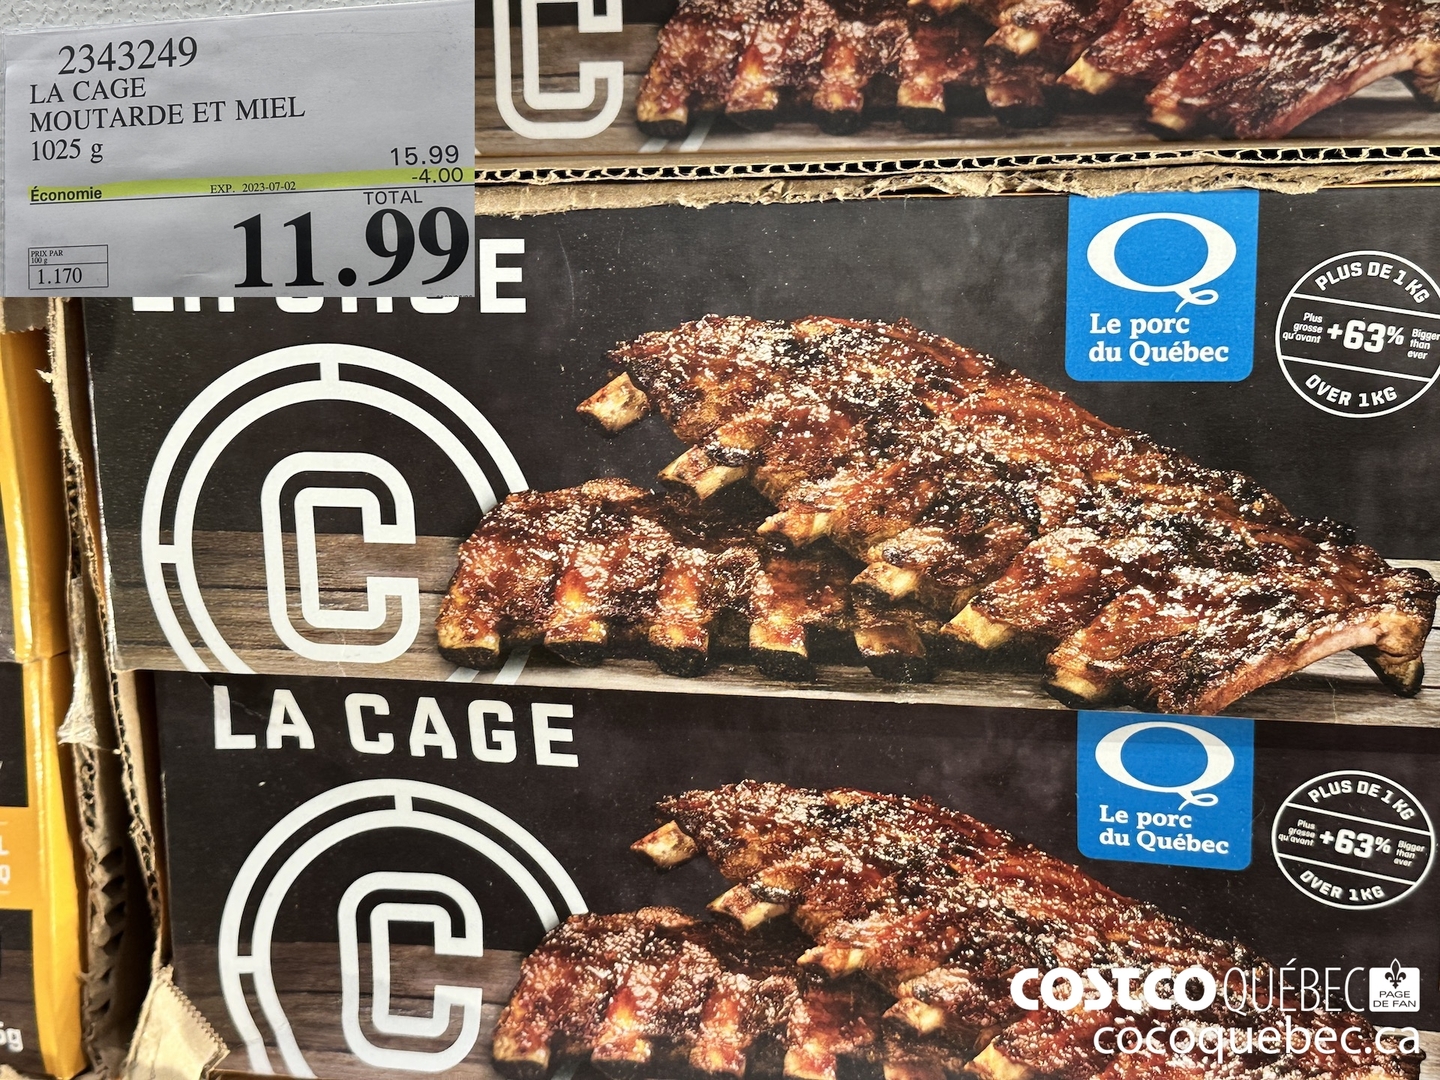 2343249
LA CAGE
MOUTARDE ET MIEL
1025 g
15.99
Économie EXP. 2023-07-02 -4.00
TOTAL
11.99
PRIX PAR
100 g
1.170
C
C
LA CAGE
Le porc
du Québec
PLUS DE 1 KG
Plus
grosse
qu'avant
+63%
Bigger
than
ever
OVER 1KG
C
LA CAGE
Le porc
du Québec
PLUS DE 1 KG
Plus
grosse
qu'avant
+63%
Bigger
than
ever
OVER 1KG
COSTCO QUÉBEC
PAGE
DE FAN
cocoquebec.ca